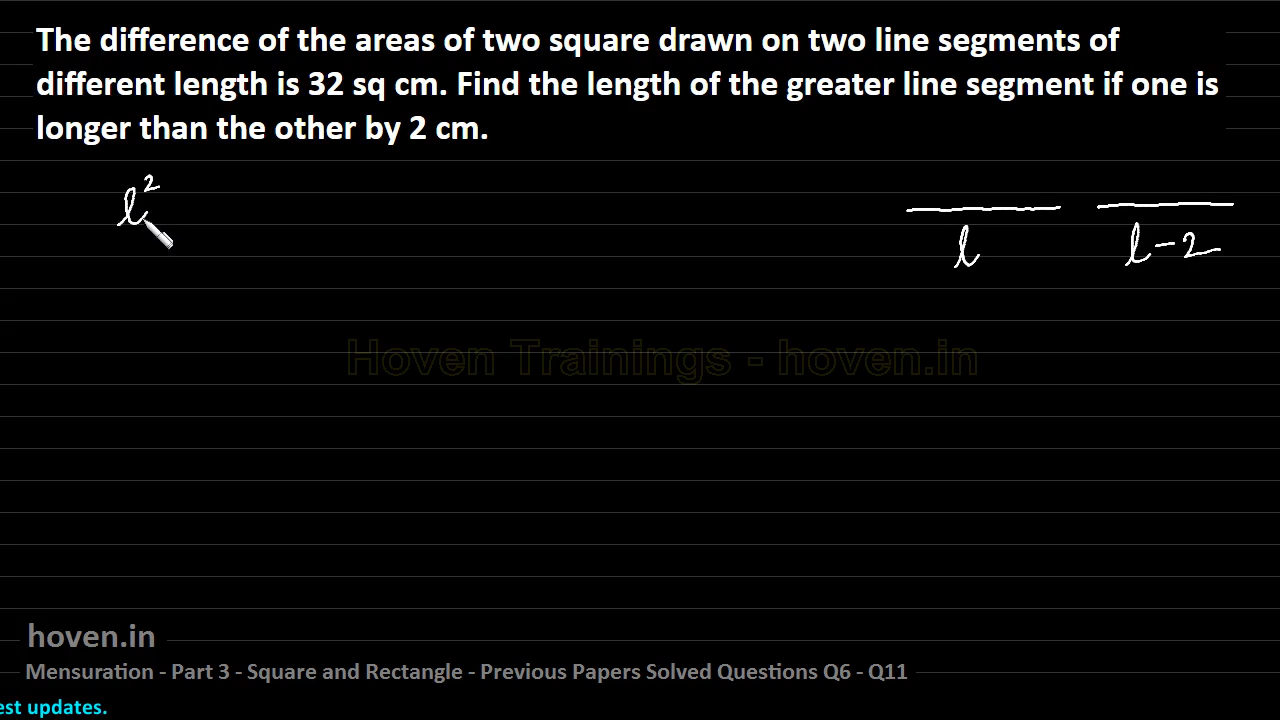 The difference of the areas of two square drawn on two line segments of
different length is 32 sq cm. Find the length of the greater line segment if one is
longer than the other by 2 cm.
l²
l
l-2
Hoven Trainings - hoven.in
hoven.in
Mensuration - Part 3 - Square and Rectangle - Previous Papers Solved Questions Q6 - Q11
est updates.